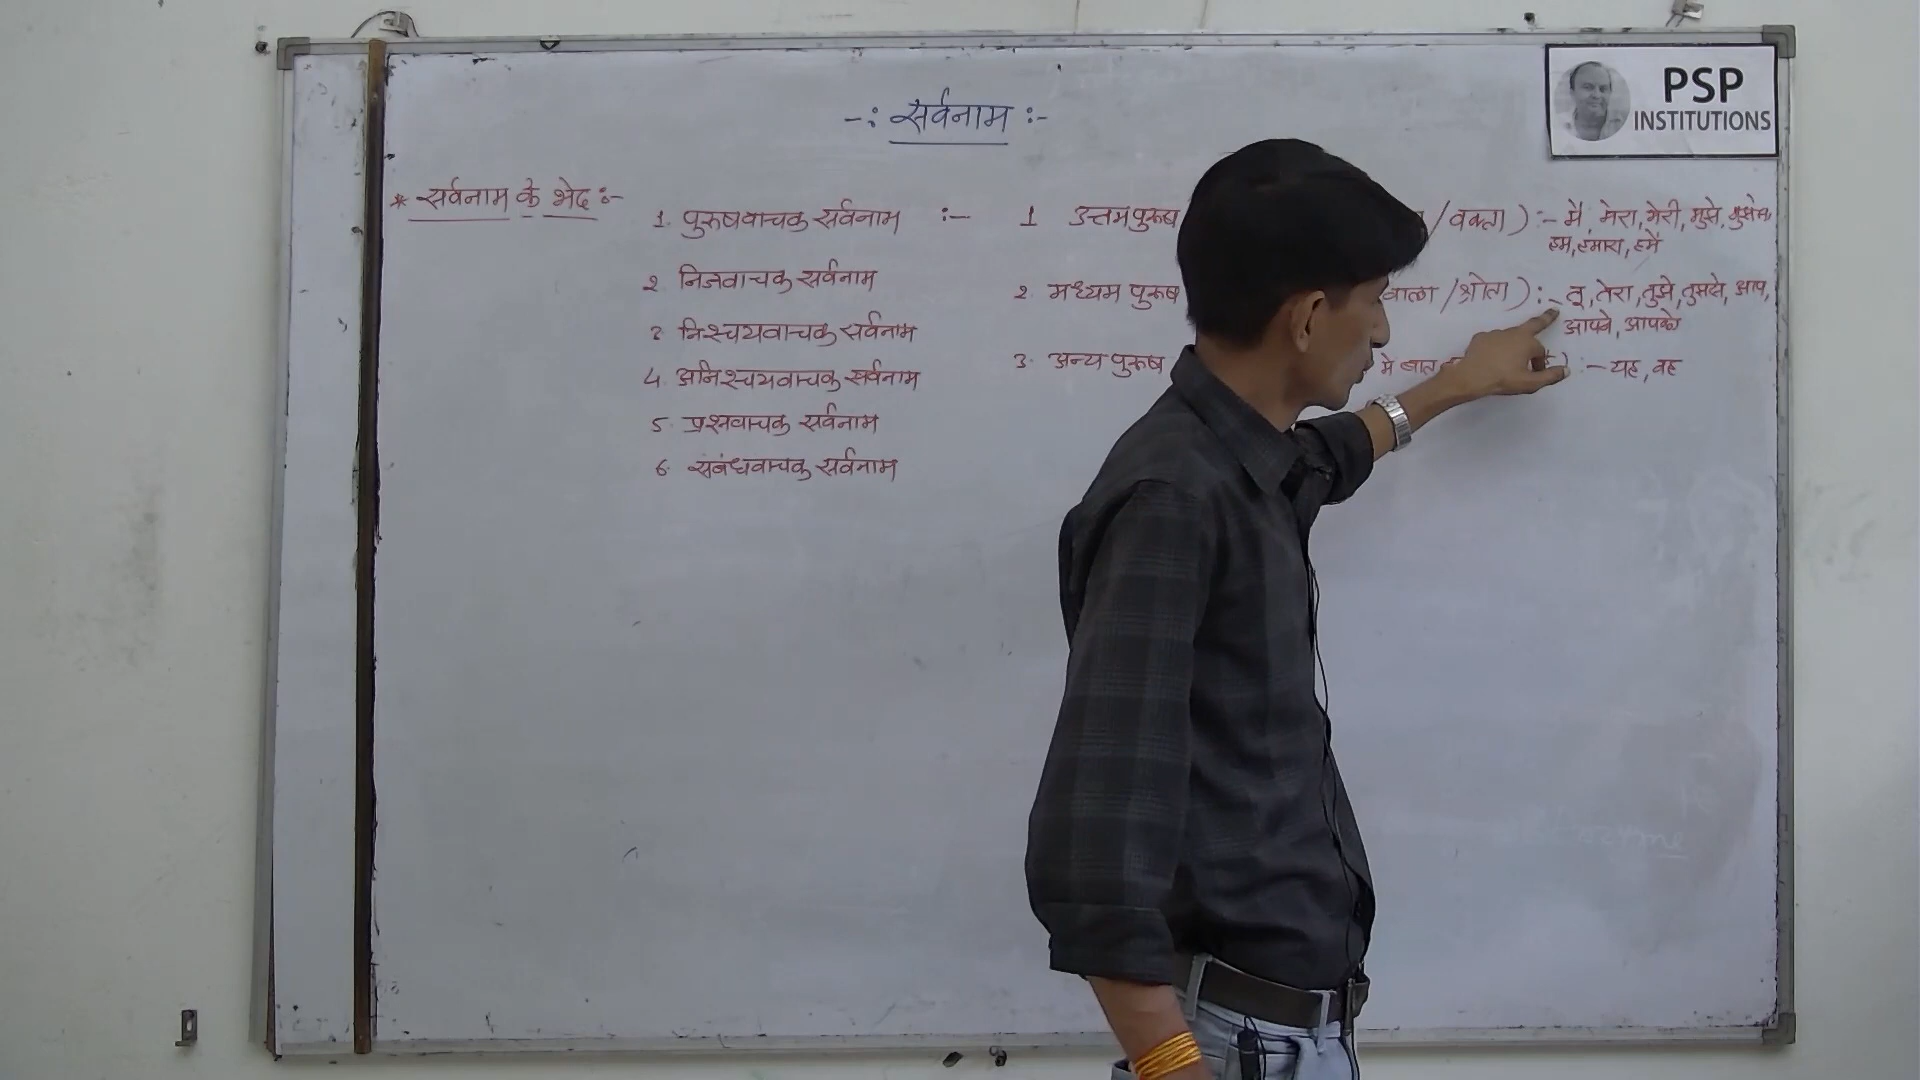 -: सर्वनाम :-
PSP
INSTITUTIONS
* सर्वनाम के भेद :-
1. पुरुषवाचक सर्वनाम :-
2. निजवाचक सर्वनाम
3. निश्चयवाचक सर्वनाम
4. अनिश्चयवाचक सर्वनाम
5. प्रश्नवाचक सर्वनाम
6. संबंधवाचक सर्वनाम
1 उत्तम पुरूष / वक्ता ) :- मैं, मेरा, मेरी, मुझे,
हम, हमारा, हमें
2. मध्यम पुरूष वाला / श्रोता ) :- तू, तेरा, तुझे, तुमसे, आप,
आपने, आपको
3. अन्य पुरूष मे बात :- यह, वह